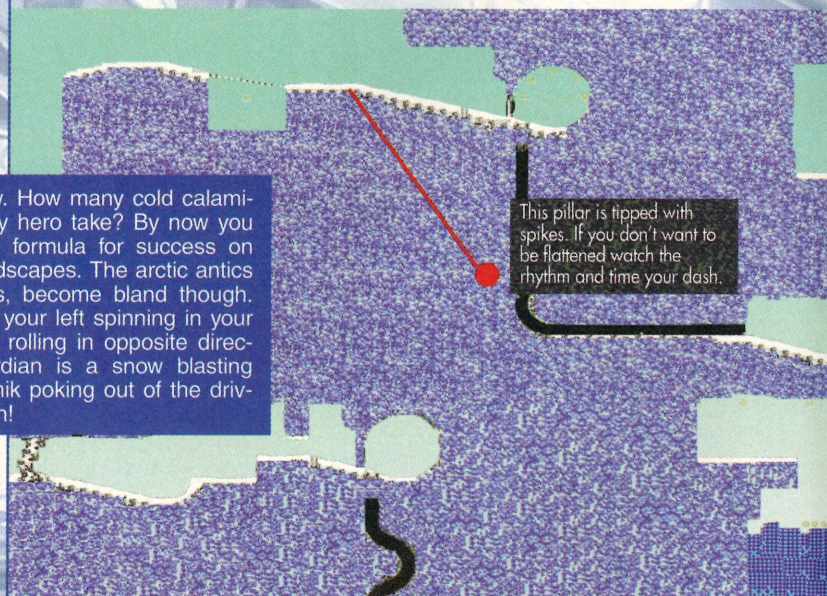 w. How many cold calami-
y hero take? By now you
formula for success on
dscapes. The arctic antics
s, become bland though.
your left spinning in your
rolling in opposite direc-
dian is a snow blasting
nik poking out of the driv-
n!
This pillar is tipped with
spikes. If you don't want to
be flattened watch the
rhythm and time your dash.